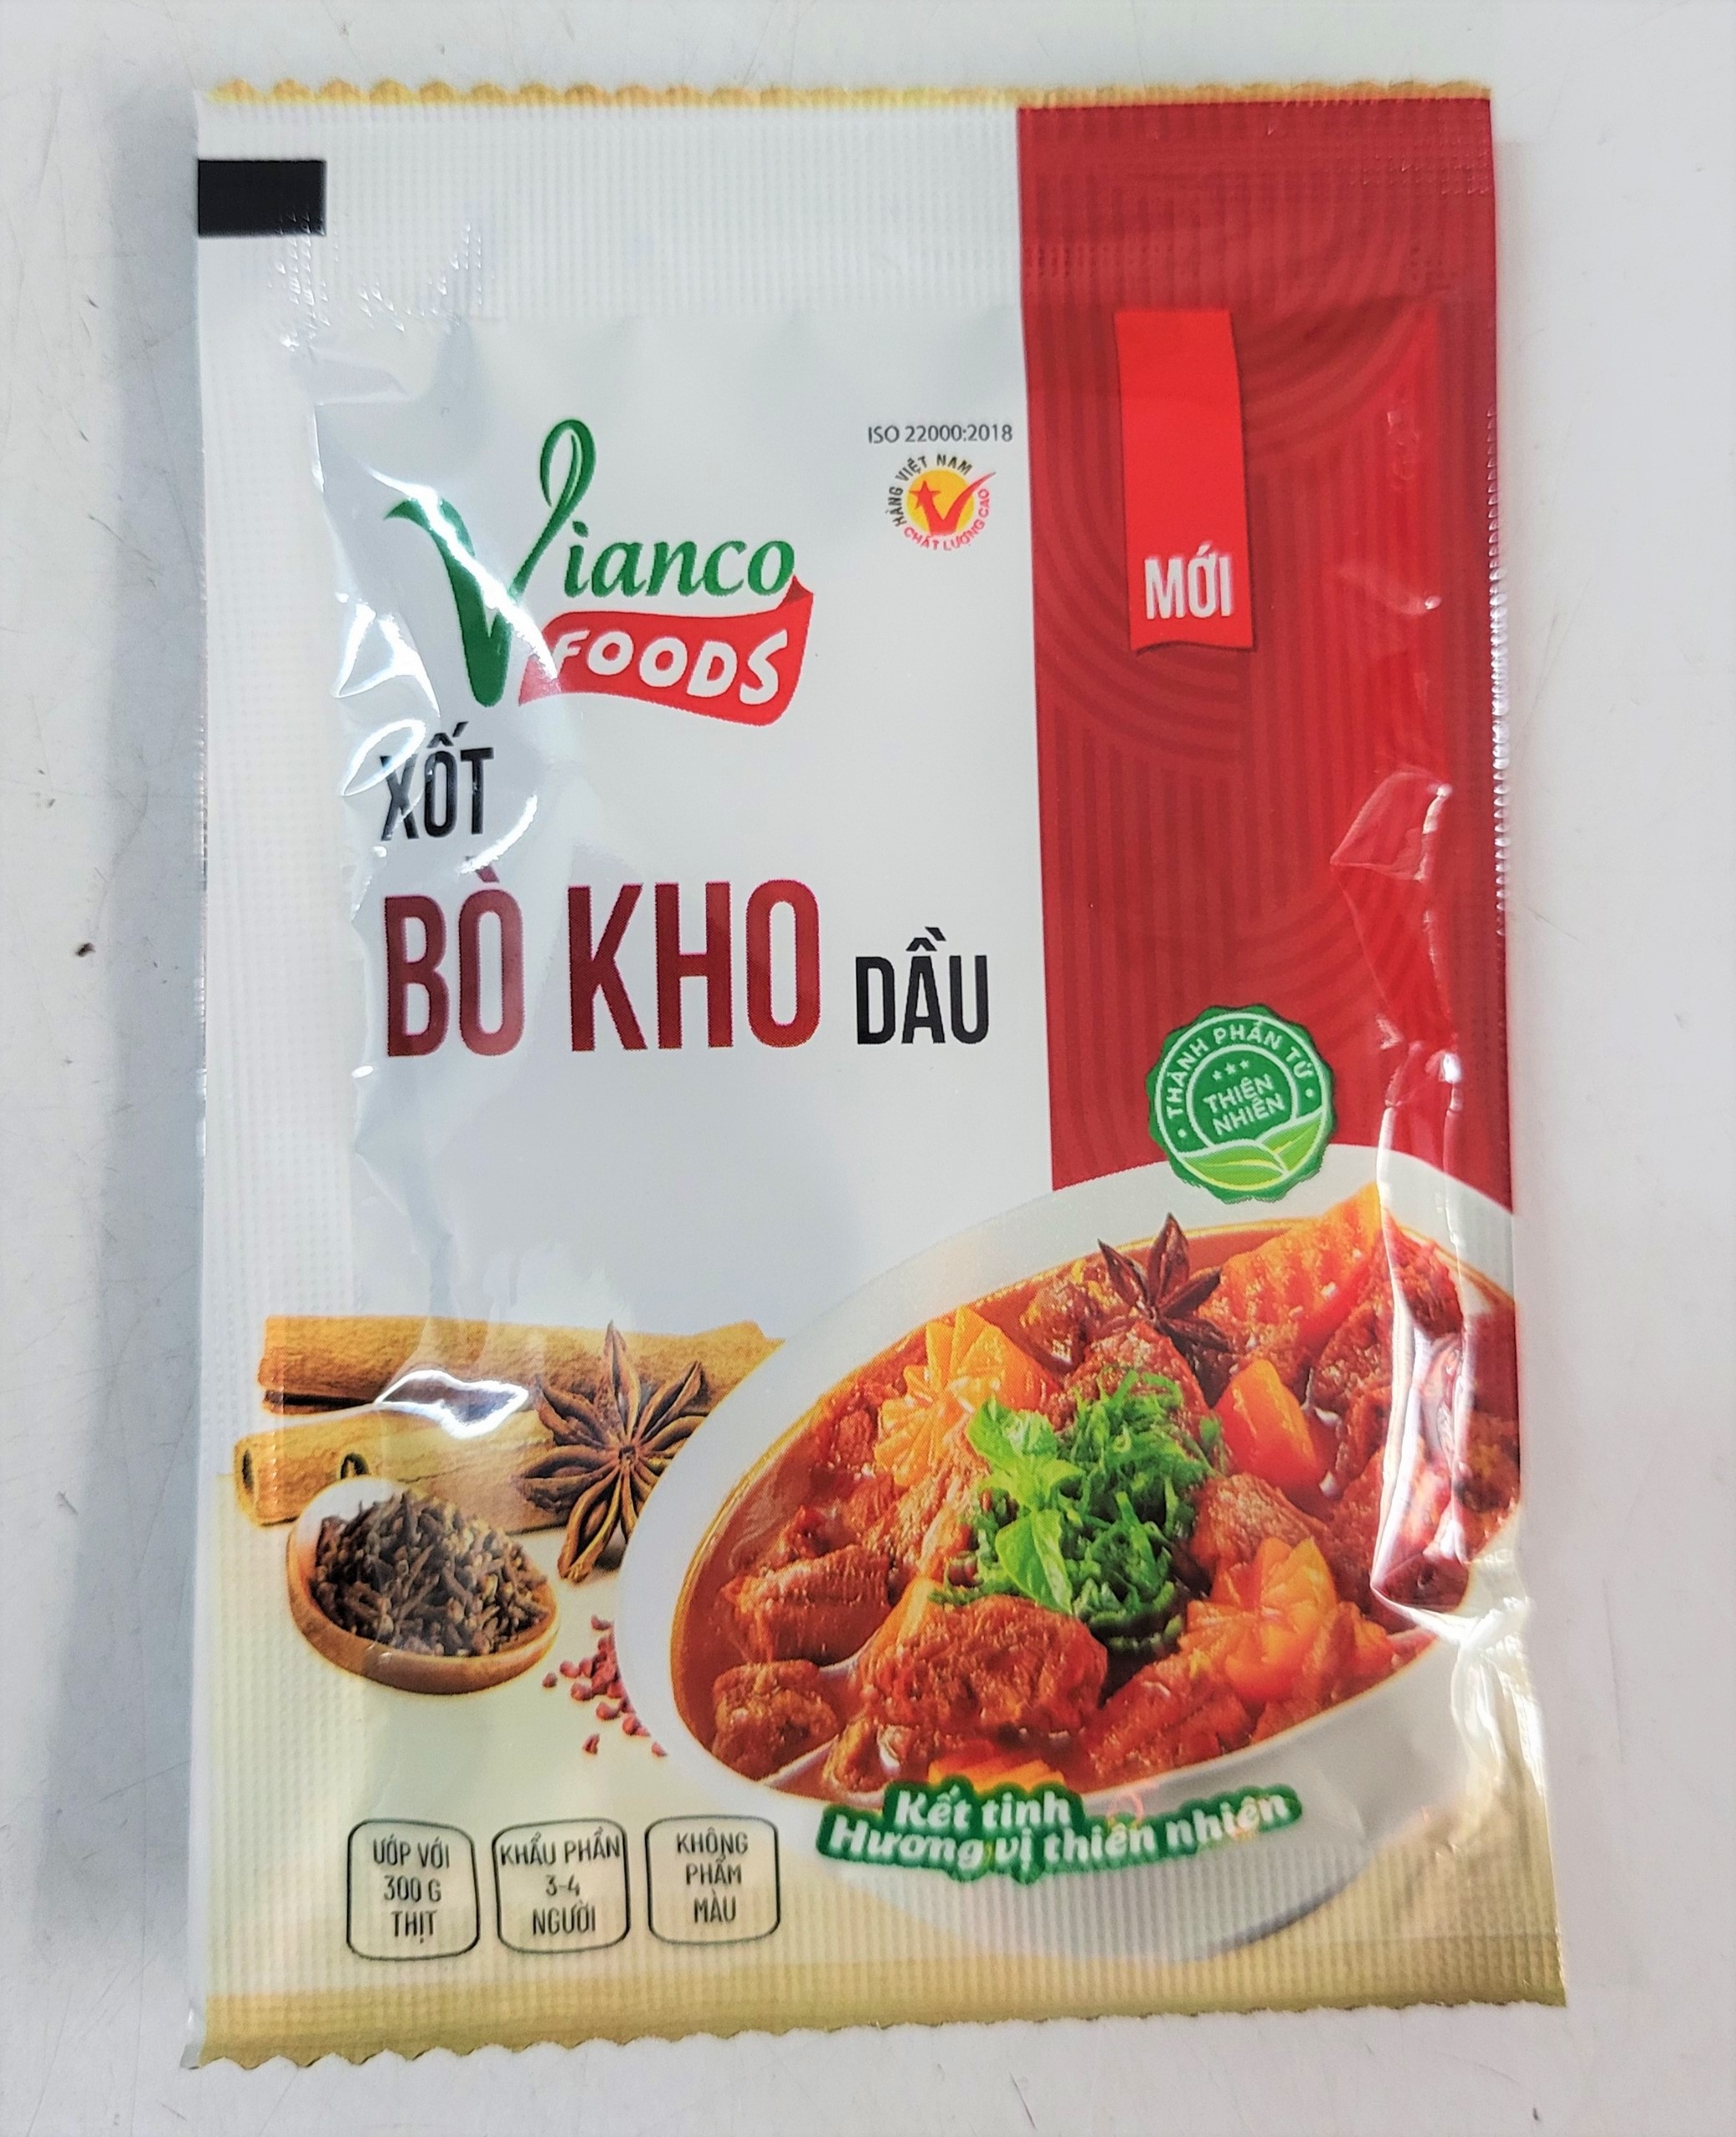 ISO 22000:2018
HÀNG VIỆT NAM
CHẤT LƯỢNG CAO
Vianco
FOODS
MỚI
XỐT
BÒ KHO DẦU
THÀNH PHẦN TỪ
THIÊN
NHIÊN
Kết tinh
Hương vị thiên nhiên
ƯỚP VỚI
300 G
THỊT
KHẨU PHẦN
3-4
NGƯỜI
KHÔNG
PHẨM
MÀU